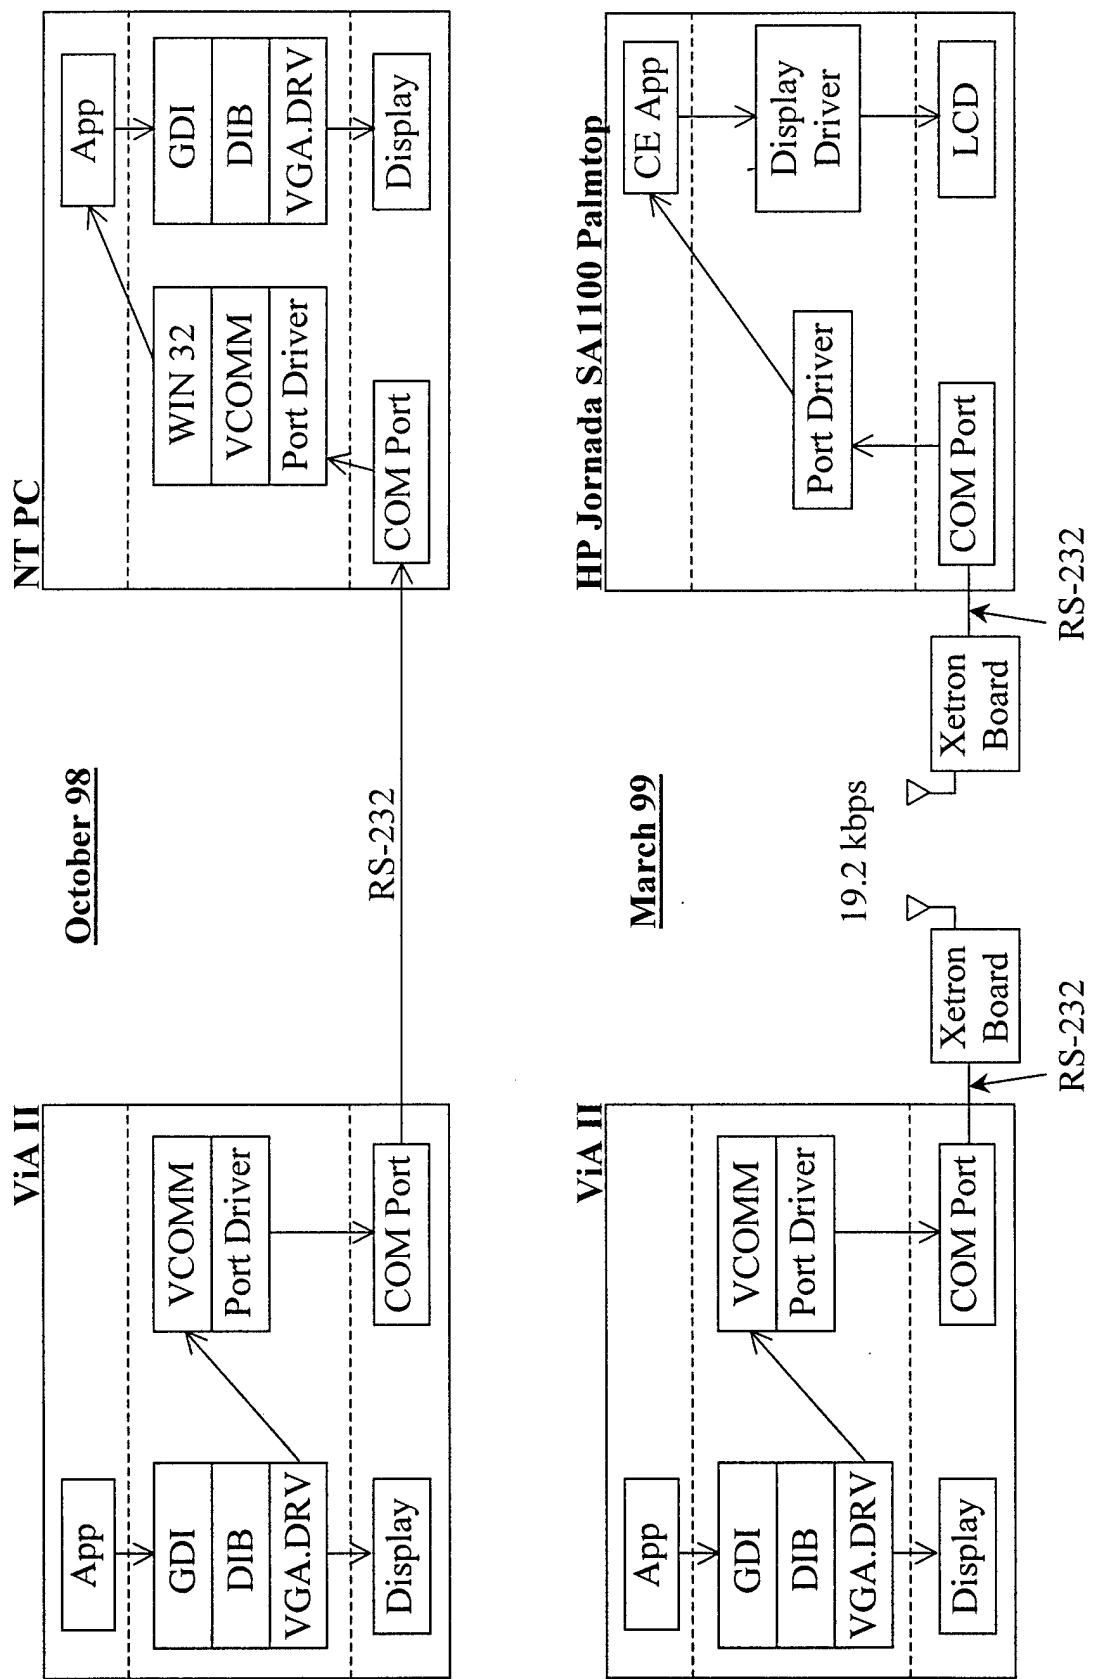 October 98
ViA II
App
GDI
DIB
VGA.DRV
Display
VCOMM
Port Driver
COM Port
RS-232
NT PC
WIN 32
VCOMM
Port Driver
COM Port
App
GDI
DIB
VGA.DRV
Display
March 99
ViA II
App
GDI
DIB
VGA.DRV
Display
VCOMM
Port Driver
COM Port
RS-232
Xetron
Board
19.2 kbps
Xetron
Board
RS-232
HP Jornada SA1100 Palmtop
Port Driver
COM Port
CE App
Display
Driver
LCD